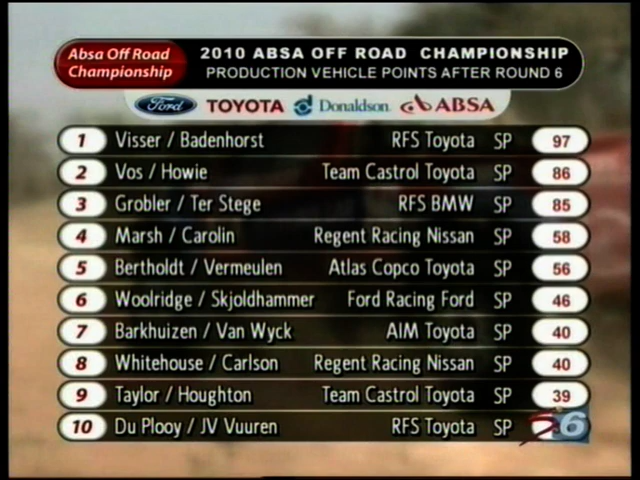 Absa Off Road
Championship
2010 ABSA OFF ROAD CHAMPIONSHIP
PRODUCTION VEHICLE POINTS AFTER ROUND 6
Ford TOYOTA Donaldson ABSA
1 Visser / Badenhorst RFS Toyota SP 97
2 Vos / Howie Team Castrol Toyota SP 86
3 Grobler / Ter Stege RFS BMW SP 85
4 Marsh / Carolin Regent Racing Nissan SP 58
5 Bertholdt / Vermeulen Atlas Copco Toyota SP 56
6 Woolridge / Skjoldhammer Ford Racing Ford SP 46
7 Barkhuizen / Van Wyck AIM Toyota SP 40
8 Whitehouse / Carlson Regent Racing Nissan SP 40
9 Taylor / Houghton Team Castrol Toyota SP 39
10 Du Plooy / JV Vuuren RFS Toyota SP
6